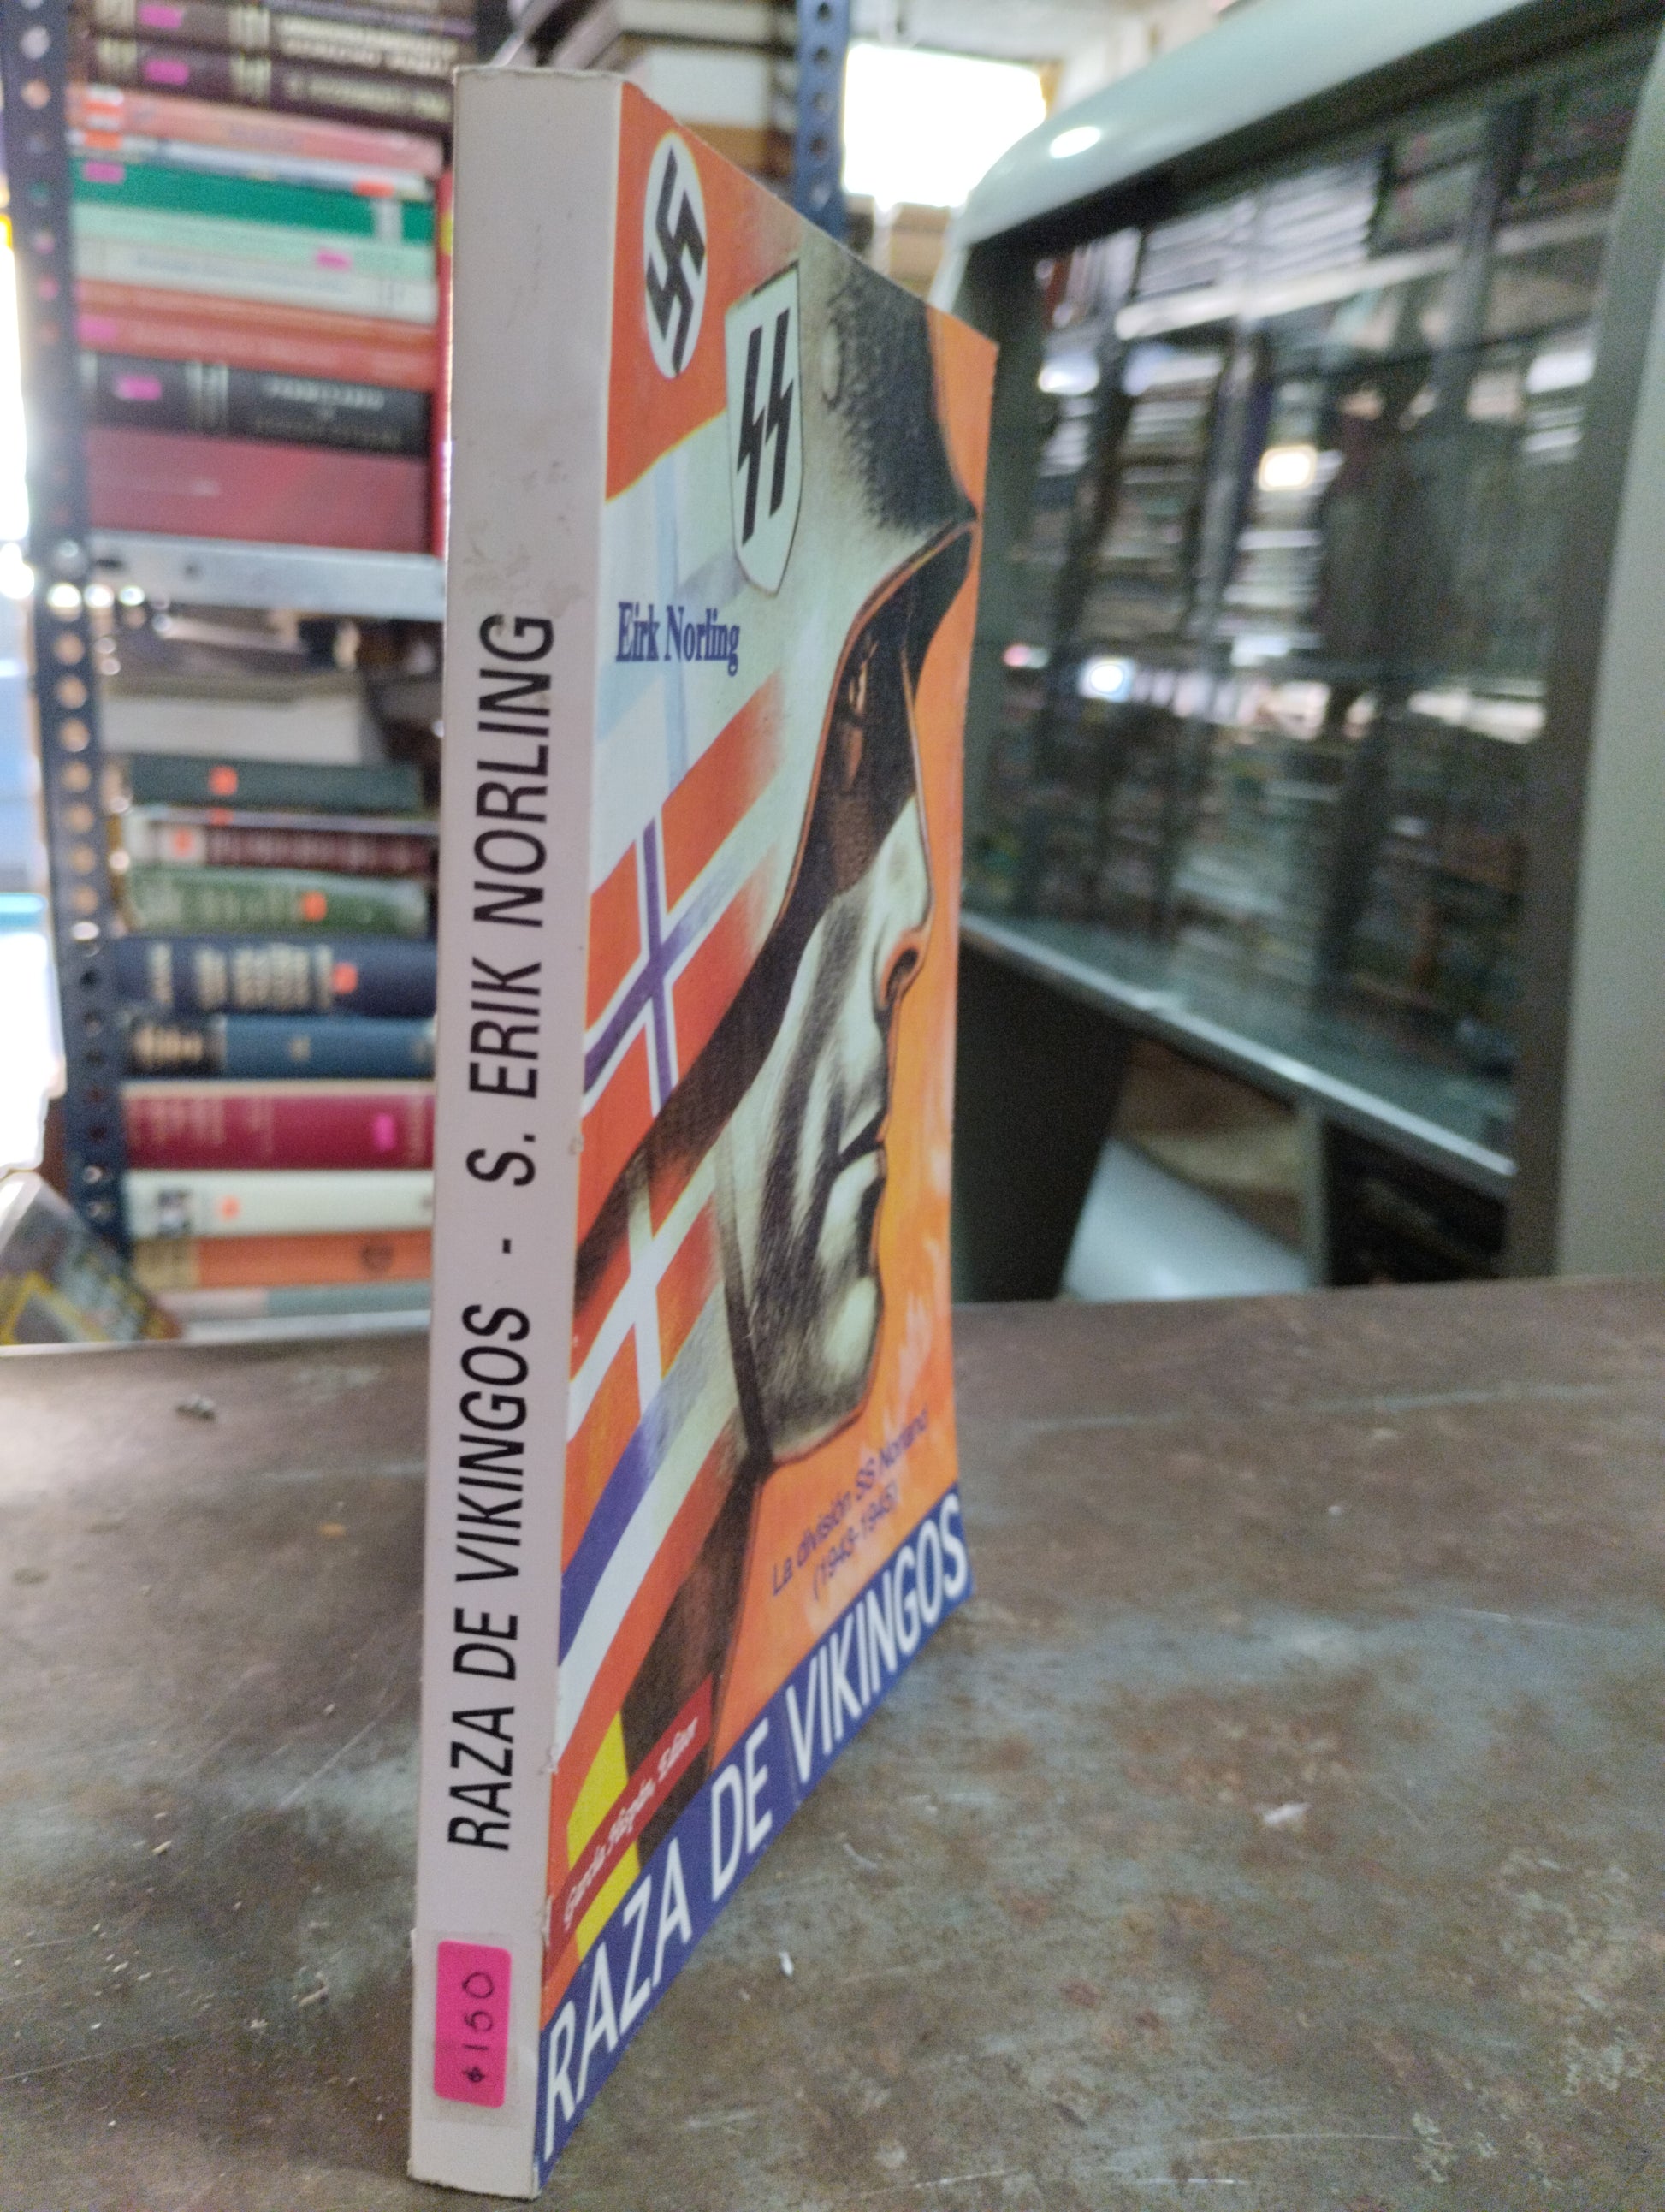 RAZA DE VIKINGOS - S. ERIK NORLING
$150
Eirk Norling
La división SS Norland
(1943-1945)
García Hispán, Editor
RAZA DE VIKINGOS